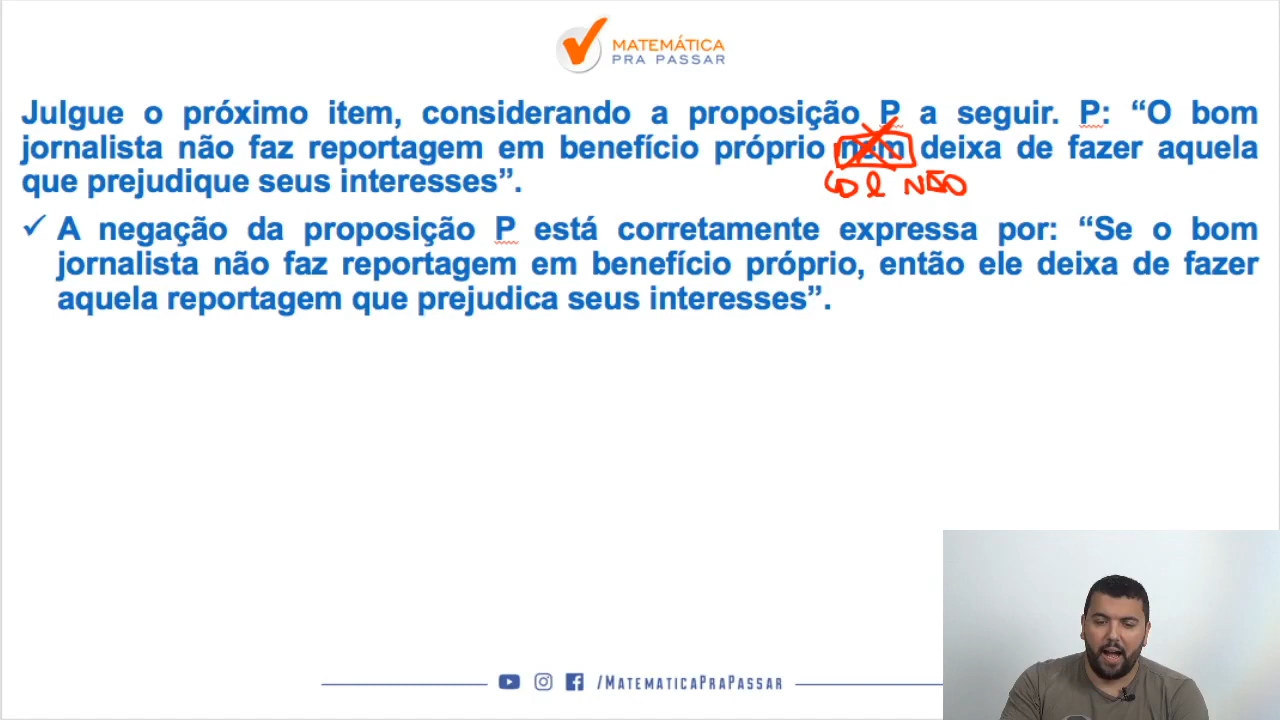 MATEMÁTICA
PRA PASSAR
Julgue o próximo item, considerando a proposição P a seguir. P: “O bom
jornalista não faz reportagem em benefício próprio nem deixa de fazer aquela
que prejudique seus interesses”.
e NÃO
✓ A negação da proposição P está corretamente expressa por: “Se o bom
jornalista não faz reportagem em benefício próprio, então ele deixa de fazer
aquela reportagem que prejudica seus interesses”.
/MATEMATICAPRAPASSAR